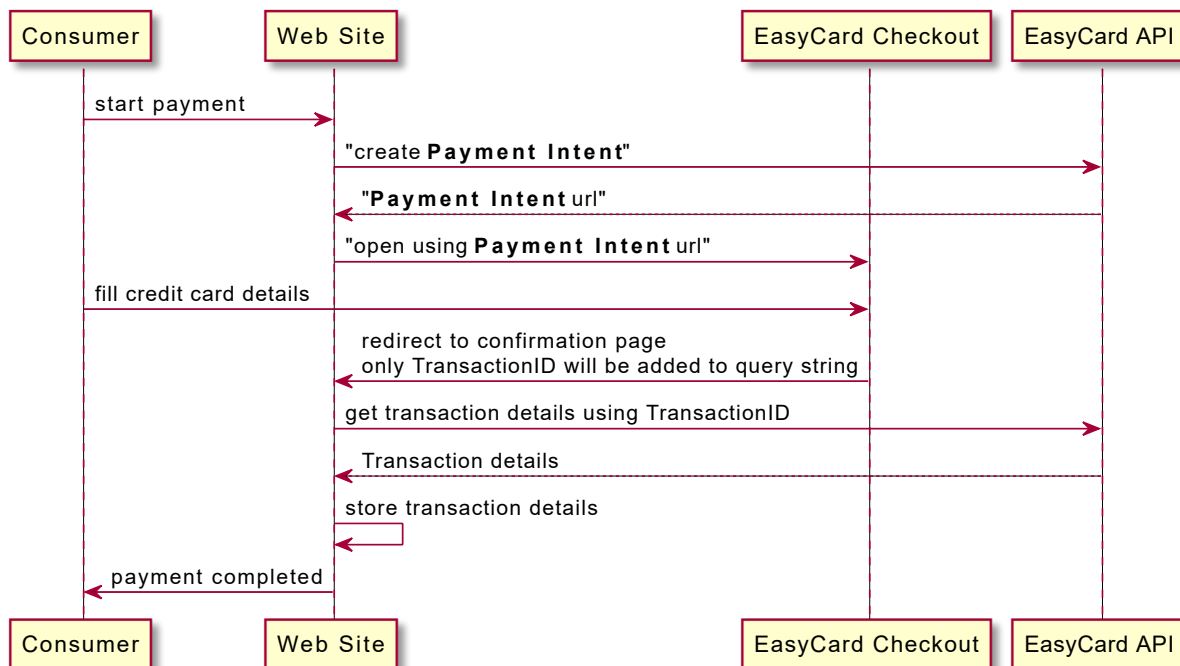 Consumer
Web Site
EasyCard Checkout
EasyCard API
start payment
"create Payment Intent"
"Payment Intent url"
"open using Payment Intent url"
fill credit card details
redirect to confirmation page
only TransactionID will be added to query string
get transaction details using TransactionID
Transaction details
store transaction details
payment completed
Consumer
Web Site
EasyCard Checkout
EasyCard API